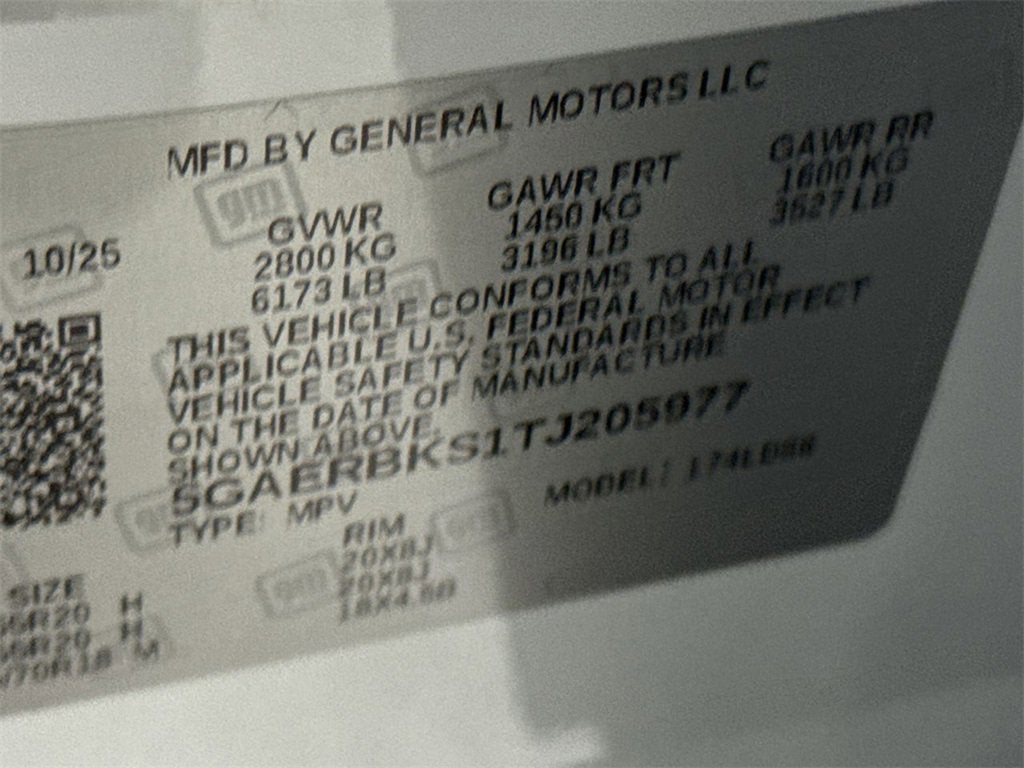 MFD BY GENERAL MOTORS LLC
10/25
GVWR
2800 KG
6173 LB
GAWR FRT
1450 KG
3196 LB
GAWR RR
1600 KG
3527 LB
THIS VEHICLE CONFORMS TO ALL
APPLICABLE U.S. FEDERAL MOTOR
VEHICLE SAFETY STANDARDS IN EFFECT
ON THE DATE OF MANUFACTURE
SHOWN ABOVE.
5GAERBKS1TJ205977
TYPE: MPV
MODEL:
SIZE
H
H
M
RIM
20X8J
20X8J
18X4.50
gm